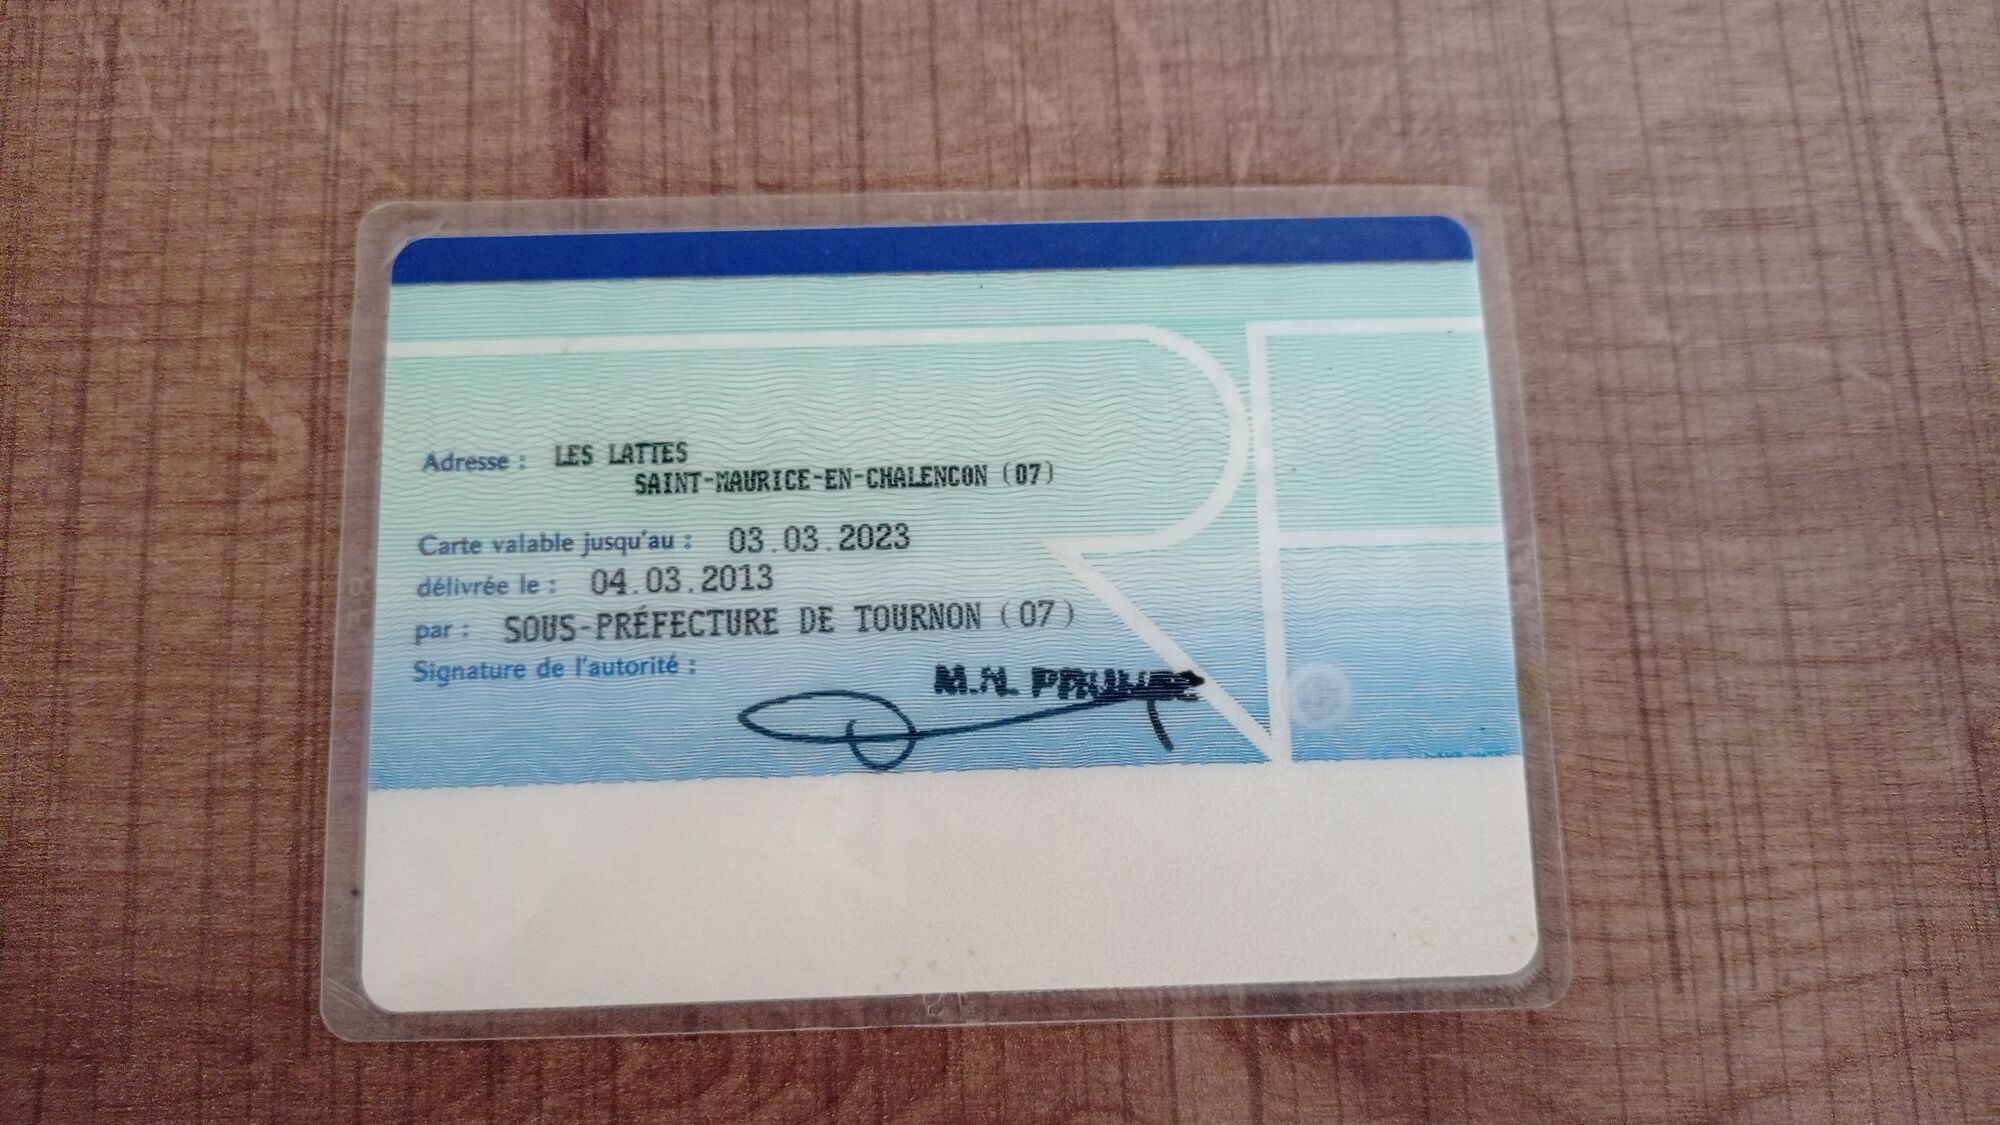 Adresse : LES LATTES
SAINT-MAURICE-EN-CHALENCON (07)
Carte valable jusqu'au : 03.03.2023
délivrée le : 04.03.2013
par : SOUS-PRÉFECTURE DE TOURNON (07)
Signature de l'autorité :
M.N.
RF